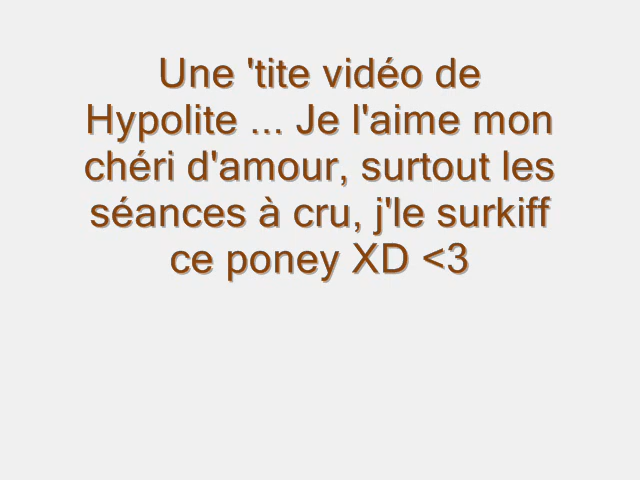 Une 'tite vidéo de
Hypolite ... Je l'aime mon
chéri d'amour, surtout les
séances à cru, j'le surkiff
ce poney XD <3